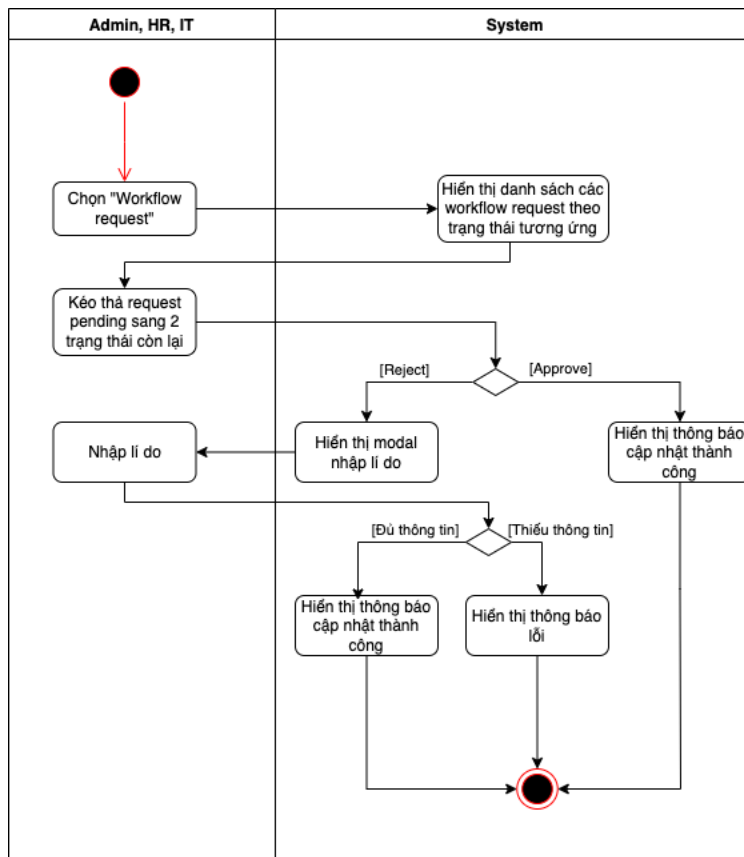 Admin, HR, IT
System
Chọn "Workflow
request"
Hiển thị danh sách các
workflow request theo
trạng thái tương ứng
Kéo thả request
pending sang 2
trạng thái còn lại
[Reject]
[Approve]
Nhập lí do
Hiển thị modal
nhập lí do
Hiển thị thông báo
cập nhật thành
công
[Đủ thông tin]
[Thiếu thông tin]
Hiển thị thông báo
cập nhật thành
công
Hiển thị thông báo
lỗi